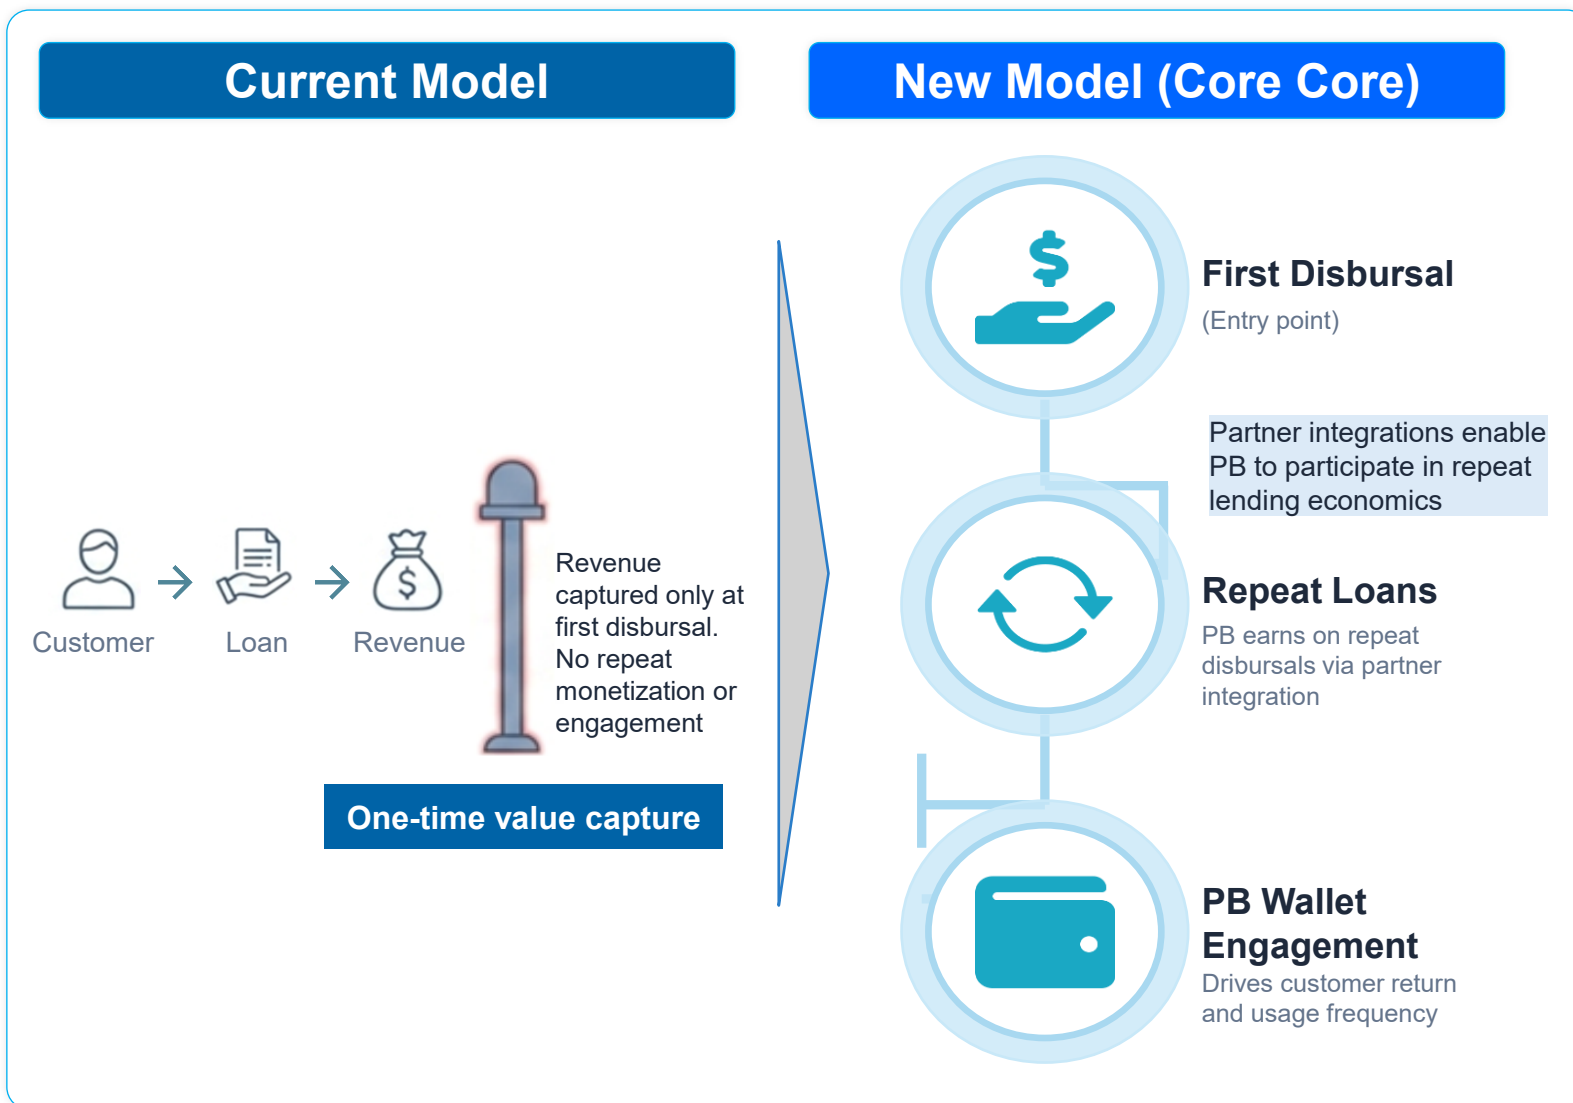 Current Model
Customer
Loan
Revenue
Revenue
captured only at
first disbursal.
No repeat
monetization or
engagement
One-time value capture
New Model (Core Core)
First Disbursal
(Entry point)
Partner integrations enable
PB to participate in repeat
lending economics
Repeat Loans
PB earns on repeat
disbursals via partner
integration
PB Wallet
Engagement
Drives customer return
and usage frequency